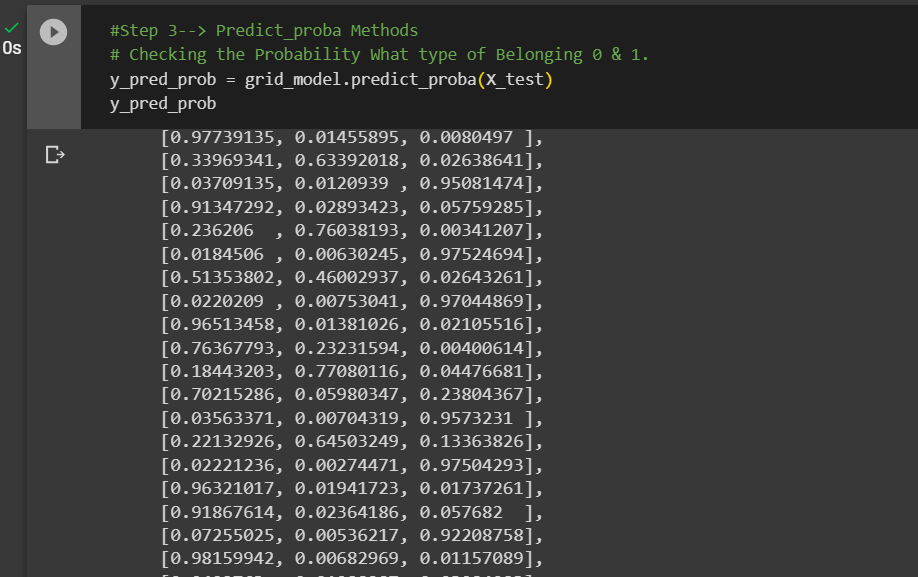 #Step 3--> Predict_proba Methods
# Checking the Probability What type of Belonging 0 & 1.
0s
y_pred_prob = grid_model.predict_proba(X_test)
y_pred_prob
[0.97739135, 0.01455895, 0.0080497 ],
[0.33969341, 0.63392018, 0.02638641],
[0.03709135, 0.0120939 , 0.95081474],
[0.91347292, 0.02893423, 0.05759285],
[0.236206  , 0.76038193, 0.00341207],
[0.0184506 , 0.00630245, 0.97524694],
[0.51353802, 0.46002937, 0.02643261],
[0.0220209 , 0.00753041, 0.97044869],
[0.96513458, 0.01381026, 0.02105516],
[0.76367793, 0.23231594, 0.00400614],
[0.18443203, 0.77080116, 0.04476681],
[0.70215286, 0.05980347, 0.23804367],
[0.03563371, 0.00704319, 0.9573231 ],
[0.22132926, 0.64503249, 0.13363826],
[0.02221236, 0.00274471, 0.97504293],
[0.96321017, 0.01941723, 0.01737261],
[0.91867614, 0.02364186, 0.057682  ],
[0.07255025, 0.00536217, 0.92208758],
[0.98159942, 0.00682969, 0.01157089],